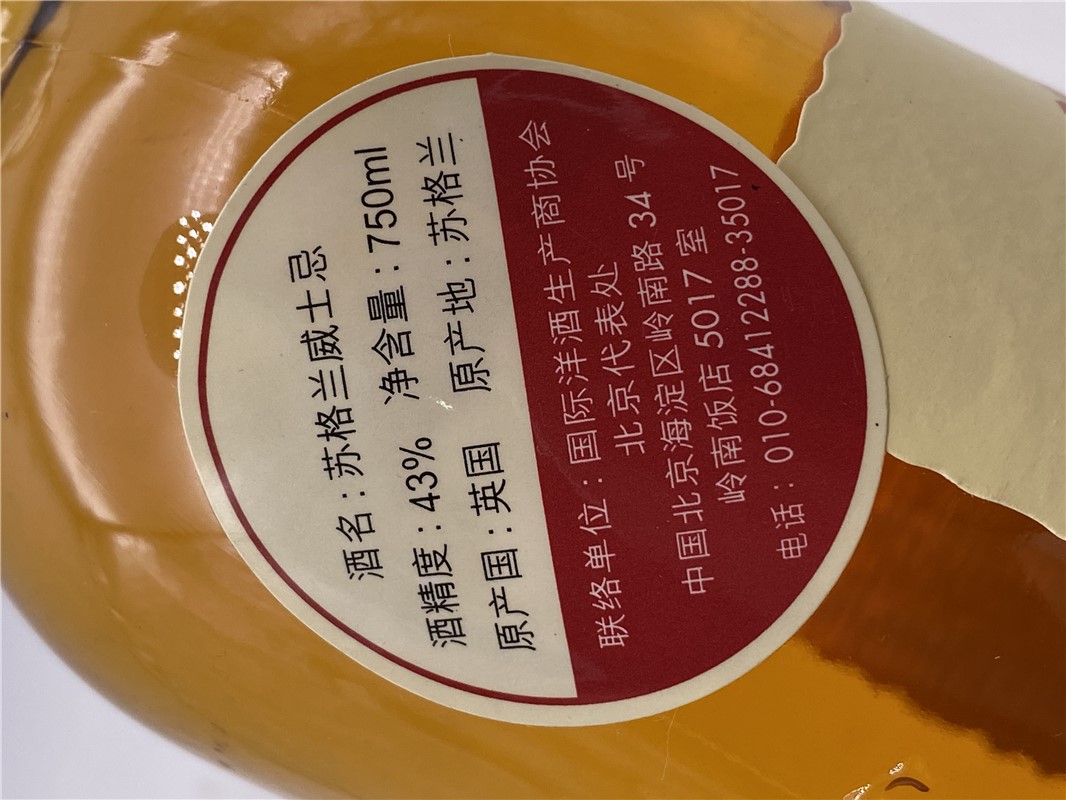 酒名：苏格兰威士忌
酒精度：43% 净含量：750ml
原产国：英国 原产地：苏格兰
联络单位：国际洋酒生产商协会
北京代表处
中国北京海淀区岭南路 34 号
岭南饭店 5017 室
电话：010-68412288-35017